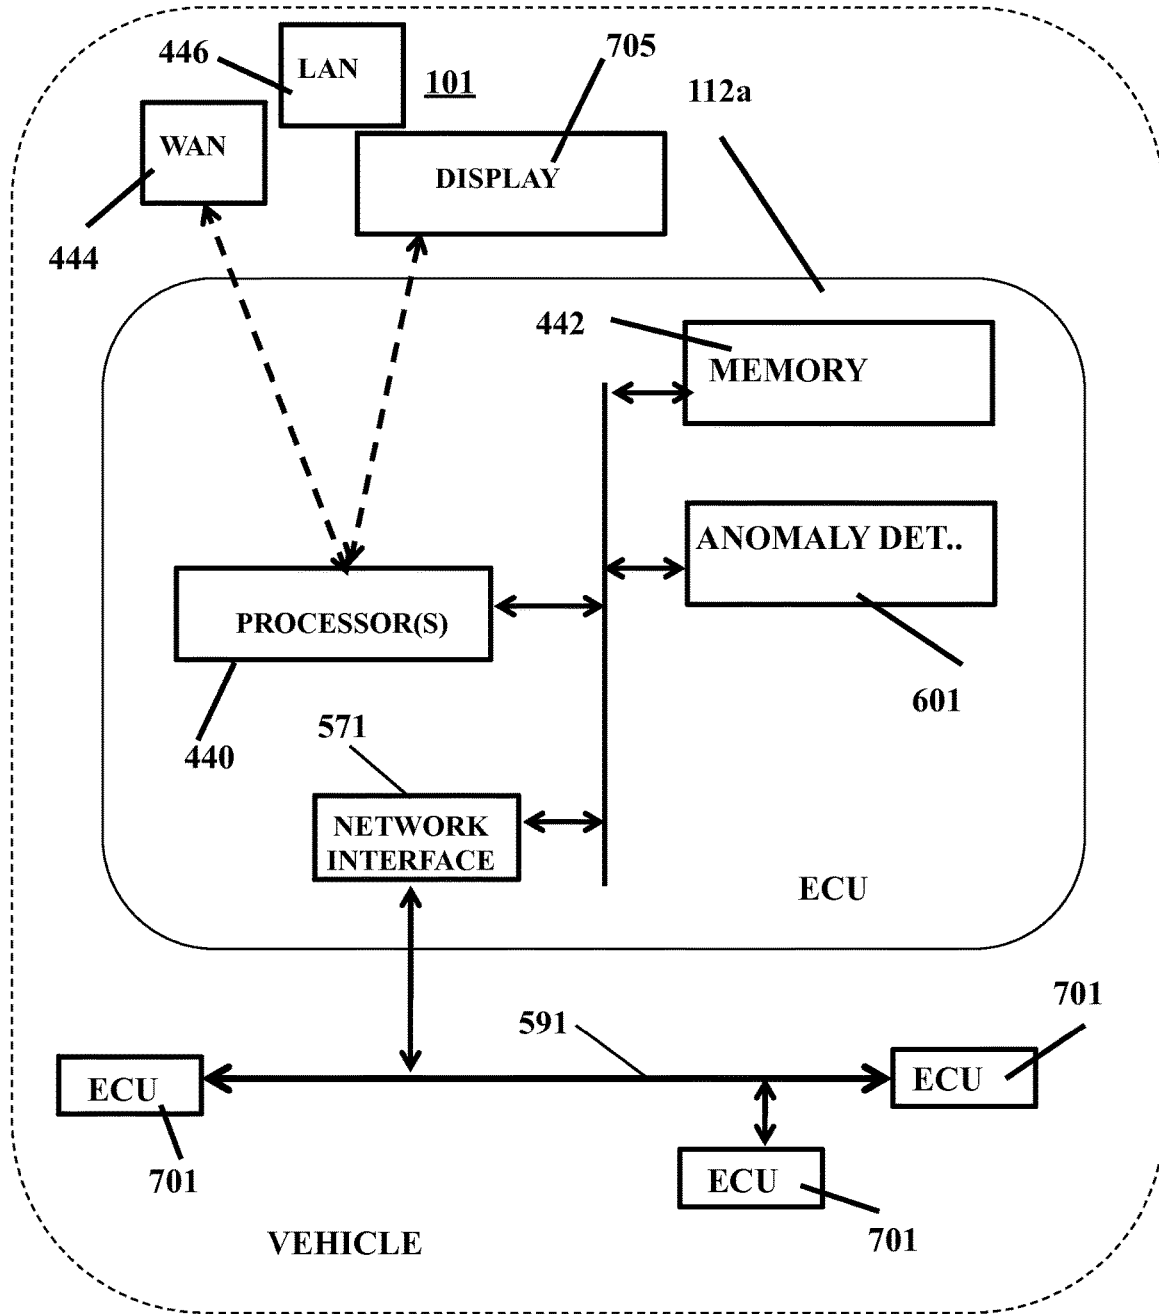 446
LAN
101
705
WAN
444
DISPLAY
112a
442
MEMORY
ANOMALY DET..
PROCESSOR(S)
440
601
571
NETWORK
INTERFACE
ECU
591
701
ECU
701
ECU
ECU
701
VEHICLE